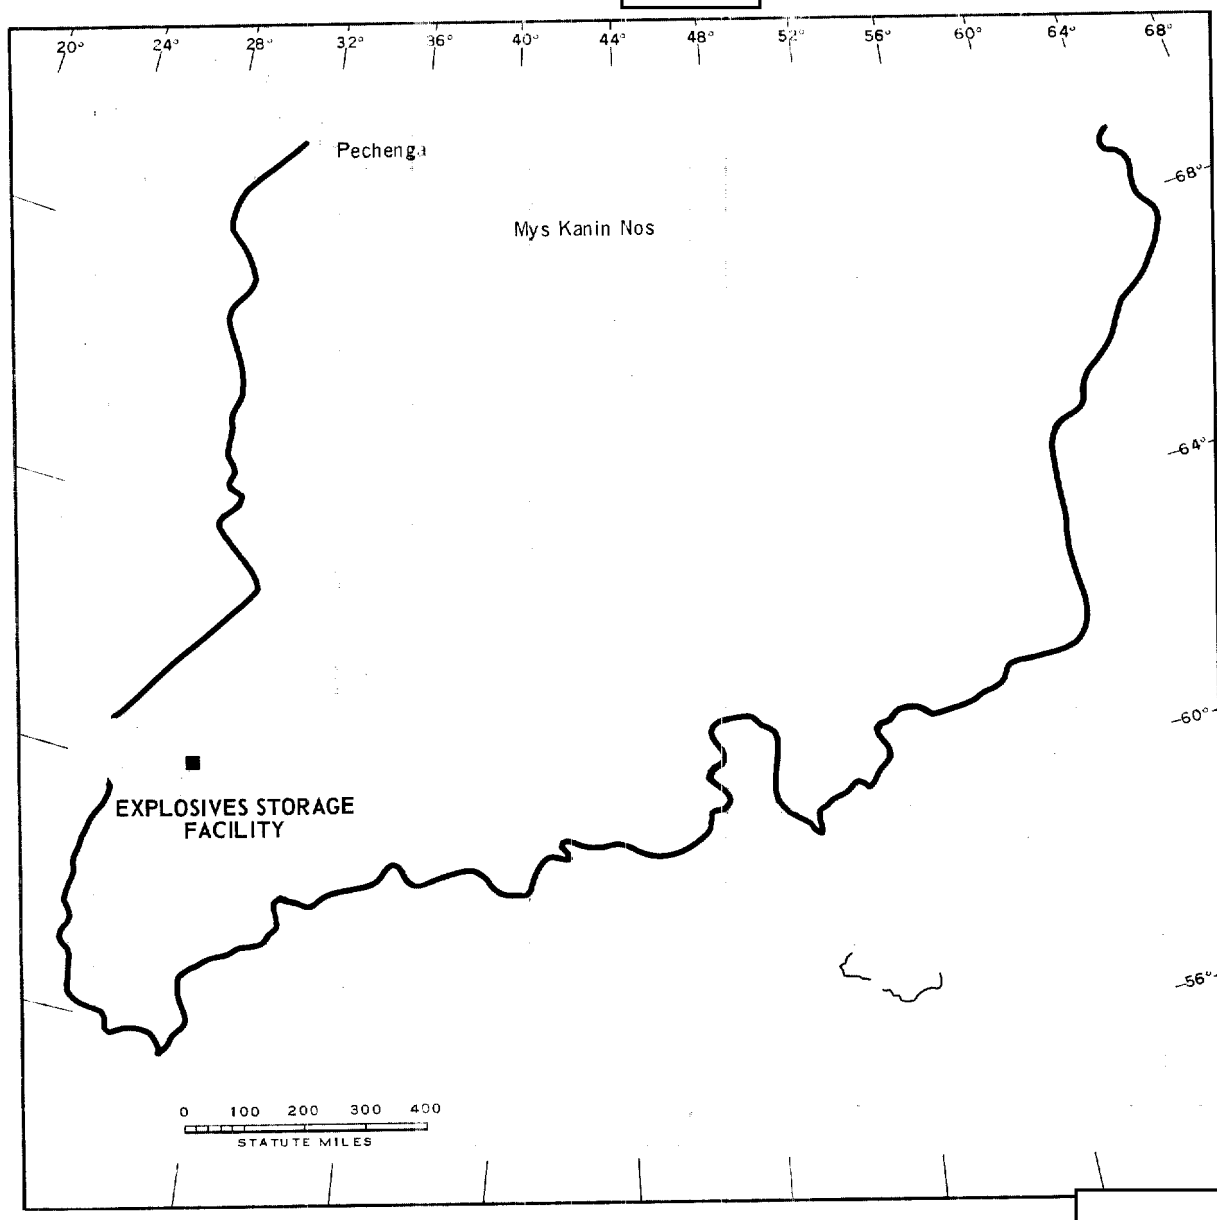 20° 24° 28° 32° 36° 40° 44° 48° 52° 56° 60° 64° 68°
Pechenga
68°
Mys Kanin Nos
64°
60°
EXPLOSIVES STORAGE
FACILITY
56°
0 100 200 300 400
STATUTE MILES